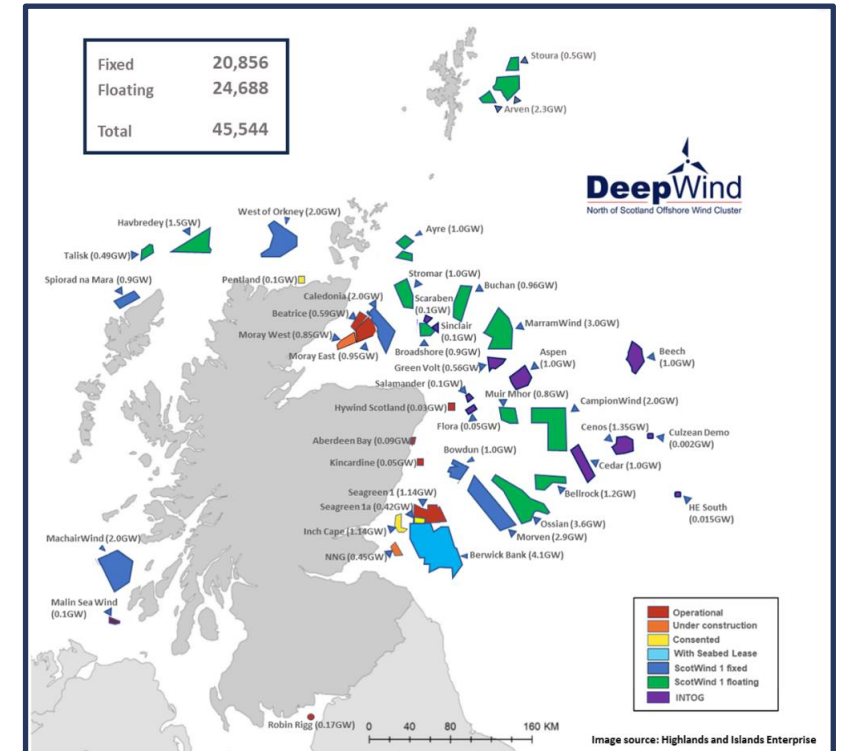 Fixed 20,856
Floating 24,688
Total 45,544
Stoura (0.5GW)
Arven (2.3GW)
DeepWind
North of Scotland Offshore Wind Cluster
West of Orkney (2.0GW)
Havbredey (1.5GW)
Talisk (0.49GW)
Ayre (1.0GW)
Spiorad na Mara (0.9GW)
Pentland (0.1GW)
Stromar (1.0GW)
Buchan (0.96GW)
Caledonia (2.0GW)
Scaraben
(0.1GW)
Beatrice (0.59GW)
Sinclair
(0.1GW)
MarramWind (3.0GW)
Moray West (0.85GW)
Moray East (0.95GW)
Broadshore (0.9GW)
Aspen
(1.0GW)
Beech
(1.0GW)
Green Volt (0.56GW)
Salamander (0.1GW)
Muir Mhor (0.8GW)
CampionWind (2.0GW)
Hywind Scotland (0.03GW)
Flora (0.05GW)
Cenos (1.35GW)
Culzean Demo
(0.002GW)
Aberdeen Bay (0.09GW)
Bowdun (1.0GW)
Kincardine (0.05GW)
Cedar (1.0GW)
Seagreen 1 (1.14GW)
Bellrock (1.2GW)
Seagreen 1a (0.42GW)
HE South
(0.015GW)
Ossian (3.6GW)
Inch Cape (1.14GW)
Morven (2.9GW)
MachairWind (2.0GW)
NNG (0.45GW)
Berwick Bank (4.1GW)
Malin Sea Wind
(0.1GW)
Operational
Under construction
Consented
With Seabed Lease
ScotWind 1 fixed
ScotWind 1 floating
INTOG
Robin Rigg (0.17GW)
0 40 80 160 KM
Image source: Highlands and Islands Enterprise